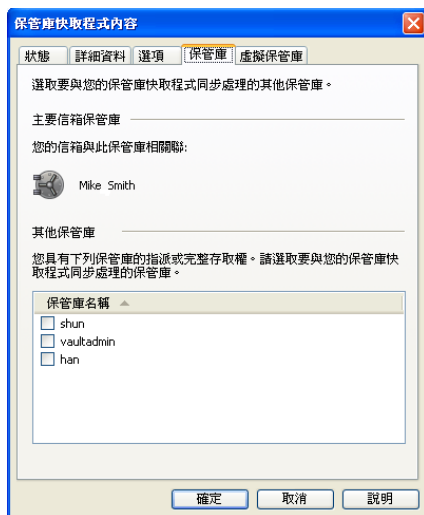 保管庫快取程式內容
狀態 詳細資料 選項 保管庫 虛擬保管庫
選取要與您的保管庫快取程式同步處理的其他保管庫。
主要信箱保管庫
您的信箱與此保管庫相關聯:
Mike Smith
其他保管庫
您具有下列保管庫的指派或完整存取權。請選取要與您的保管庫快
取程式同步處理的保管庫。
保管庫名稱
shun
vaultadmin
han
確定 取消 說明